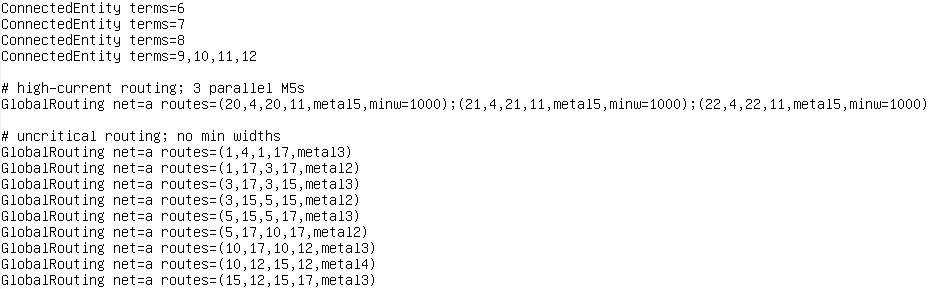 ConnectedEntity terms=6
ConnectedEntity terms=7
ConnectedEntity terms=8
ConnectedEntity terms=9,10,11,12
# high-current routing; 3 parallel M5s
GlobalRouting net=a routes=(20,4,20,11,metal5,minw=1000);(21,4,21,11,metal5,minw=1000);(22,4,22,11,metal5,minw=1000)
# uncritical routing; no min widths
GlobalRouting net=a routes=(1,4,1,17,metal3)
GlobalRouting net=a routes=(1,17,3,17,metal2)
GlobalRouting net=a routes=(3,17,3,15,metal3)
GlobalRouting net=a routes=(3,15,5,15,metal2)
GlobalRouting net=a routes=(5,15,5,17,metal3)
GlobalRouting net=a routes=(5,17,10,17,metal2)
GlobalRouting net=a routes=(10,17,10,12,metal3)
GlobalRouting net=a routes=(10,12,15,12,metal4)
GlobalRouting net=a routes=(15,12,15,17,metal3)